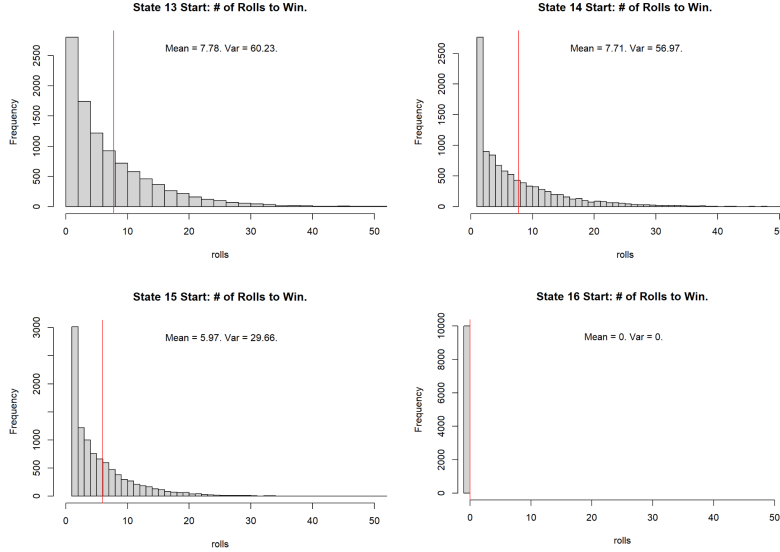 State 13 Start: # of Rolls to Win.
Mean = 7.78. Var = 60.23.
Frequency
0 500 1000 1500 2000 2500
0 10 20 30 40 50
rolls
State 14 Start: # of Rolls to Win.
Mean = 7.71. Var = 56.97.
Frequency
0 500 1000 1500 2000 2500
0 10 20 30 40 50
rolls
State 15 Start: # of Rolls to Win.
Mean = 5.97. Var = 29.66.
Frequency
0 500 1000 2000 3000
0 10 20 30 40 50
rolls
State 16 Start: # of Rolls to Win.
Mean = 0. Var = 0.
Frequency
0 2000 4000 6000 8000 10000
0 10 20 30 40 50
rolls